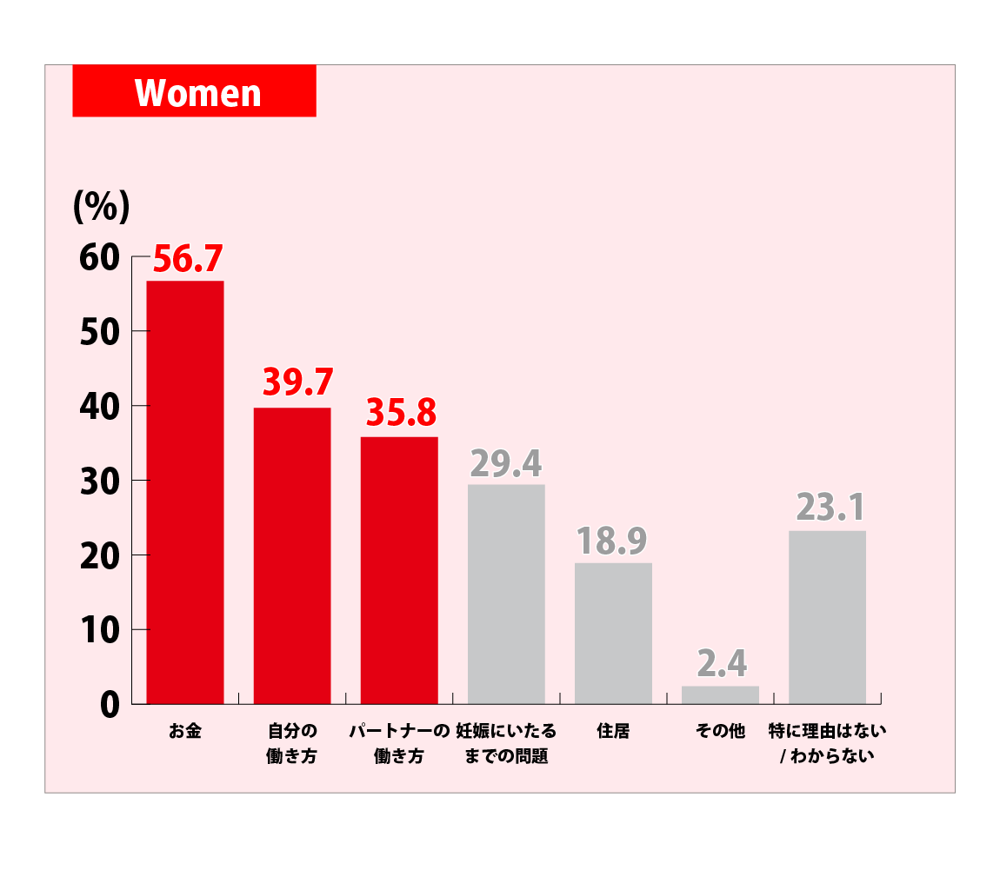 Women
(%)
60
50
40
30
20
10
0
56.7
39.7
35.8
29.4
18.9
2.4
23.1
お金
自分の
働き方
パートナーの
働き方
妊娠にいたる
までの問題
住居
その他
特に理由はない
/ わからない